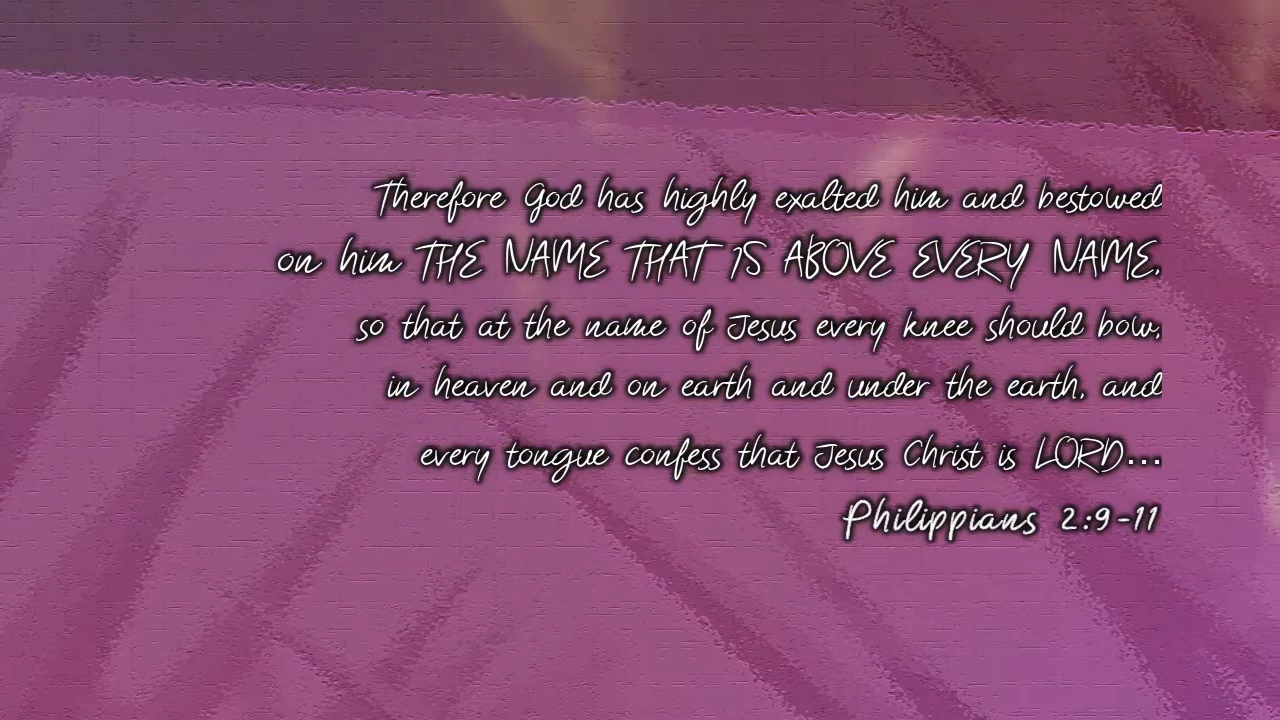 Therefore God has highly exalted him and bestowed
on him THE NAME THAT IS ABOVE EVERY NAME,
so that at the name of Jesus every knee should bow,
in heaven and on earth and under the earth, and
every tongue confess that Jesus Christ is LORD...
Philippians 2:9-11